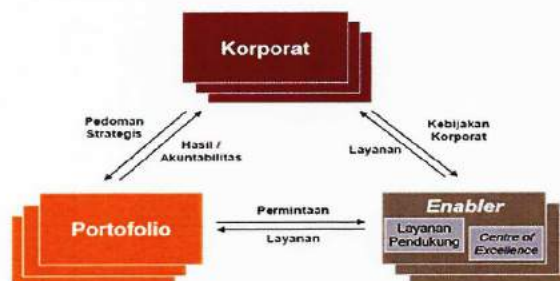 Korporat
Pedoman
Strategis
Hasil /
Akuntabilitas
Kebijakan
Korporat
Layanan
Portofolio
Permintaan
Layanan
Enabler
Layanan
Pendukung
Centre of
Excellence